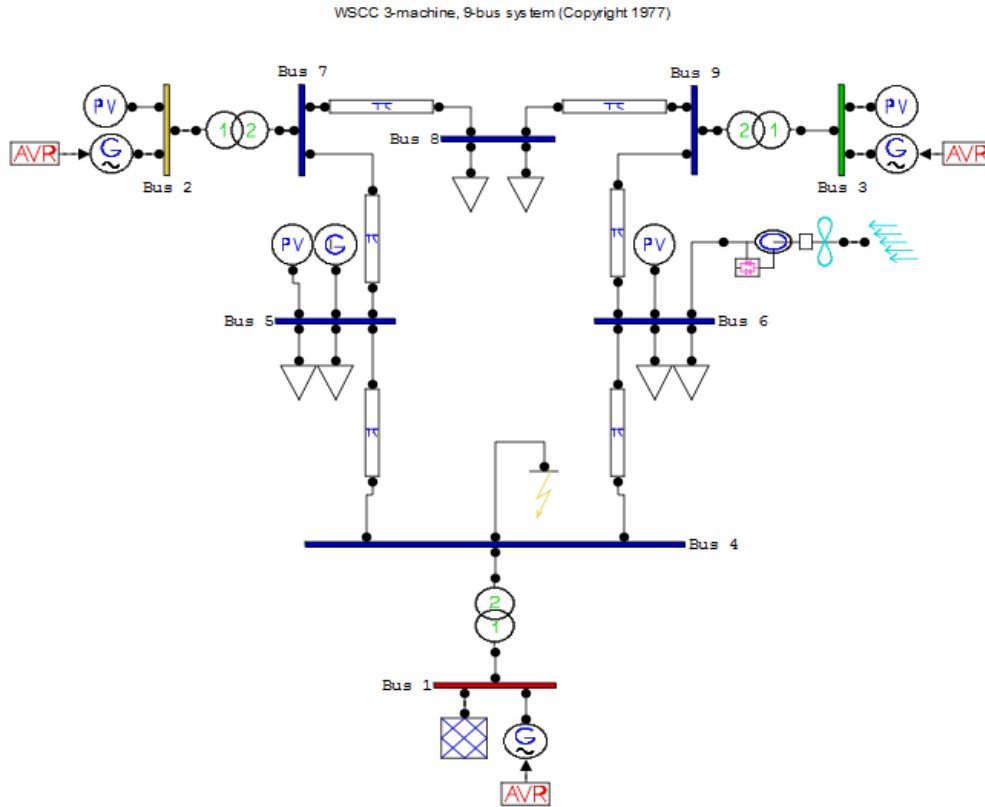 WSCC 3-machine, 9-bus system (Copyright 1977)
Bus 7
Bus 9
PV
1 2
π
π
2 1
PV
Bus 8
AVR
G
G
AVR
Bus 2
Bus 3
π
π
PV
G
PV
Bus 5
Bus 6
π
π
Bus 4
2
1
Bus 1
G
AVR